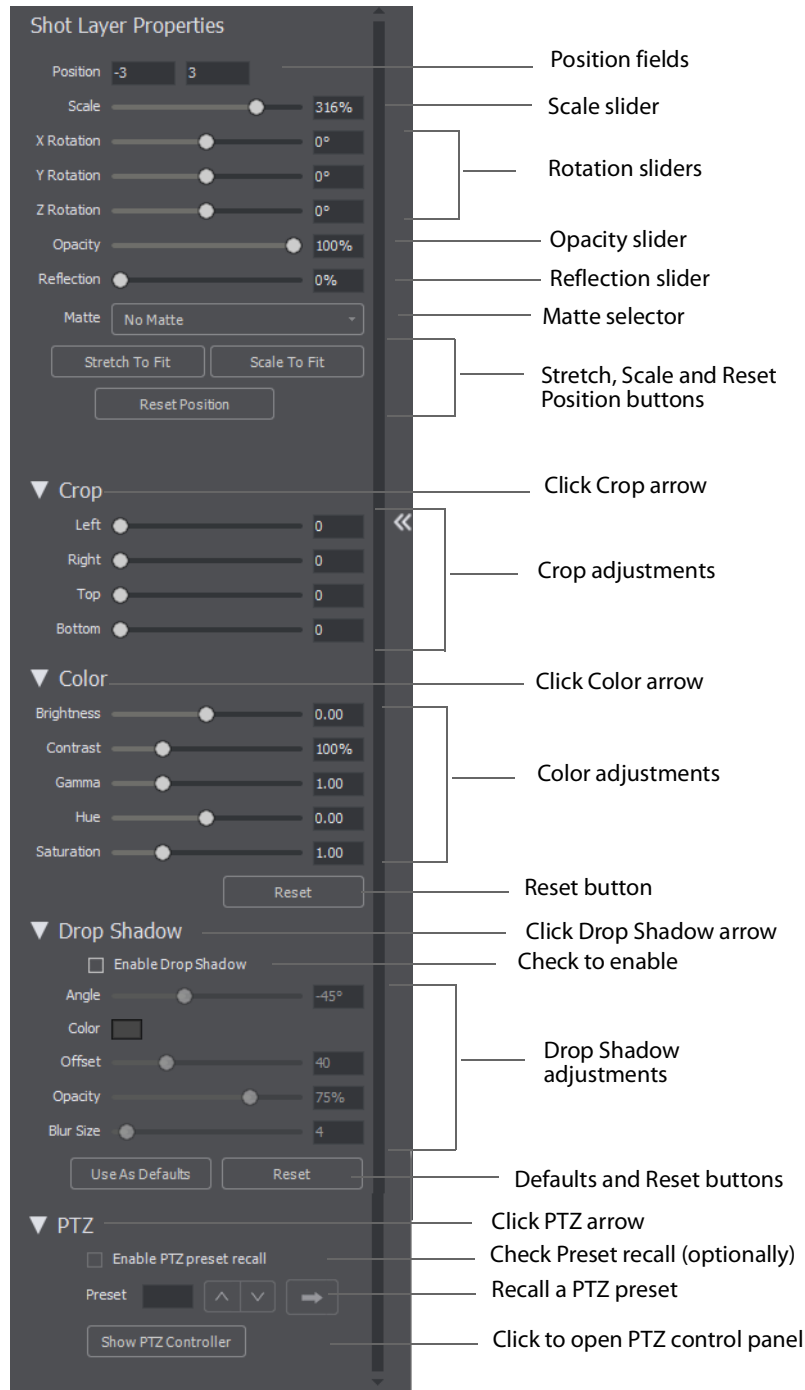 Shot Layer Properties
Position -3 3 Position fields
Scale 316% Scale slider
X Rotation 0°
Y Rotation 0° Rotation sliders
Z Rotation 0°
Opacity 100% Opacity slider
Reflection 0% Reflection slider
Matte No Matte Matte selector
Stretch To Fit Scale To Fit Stretch, Scale and Reset
Reset Position Position buttons
Crop Click Crop arrow
Left 0
Right 0 Crop adjustments
Top 0
Bottom 0
Color Click Color arrow
Brightness 0.00
Contrast 100% Color adjustments
Gamma 1.00
Hue 0.00
Saturation 1.00
Reset Reset button
Drop Shadow Click Drop Shadow arrow
Enable Drop Shadow Check to enable
Angle -45°
Color
Offset 40 Drop Shadow
adjustments
Opacity 75%
Blur Size 4
Use As Defaults Reset Defaults and Reset buttons
PTZ Click PTZ arrow
Enable PTZ preset recall Check Preset recall (optionally)
Preset Recall a PTZ preset
Show PTZ Controller Click to open PTZ control panel